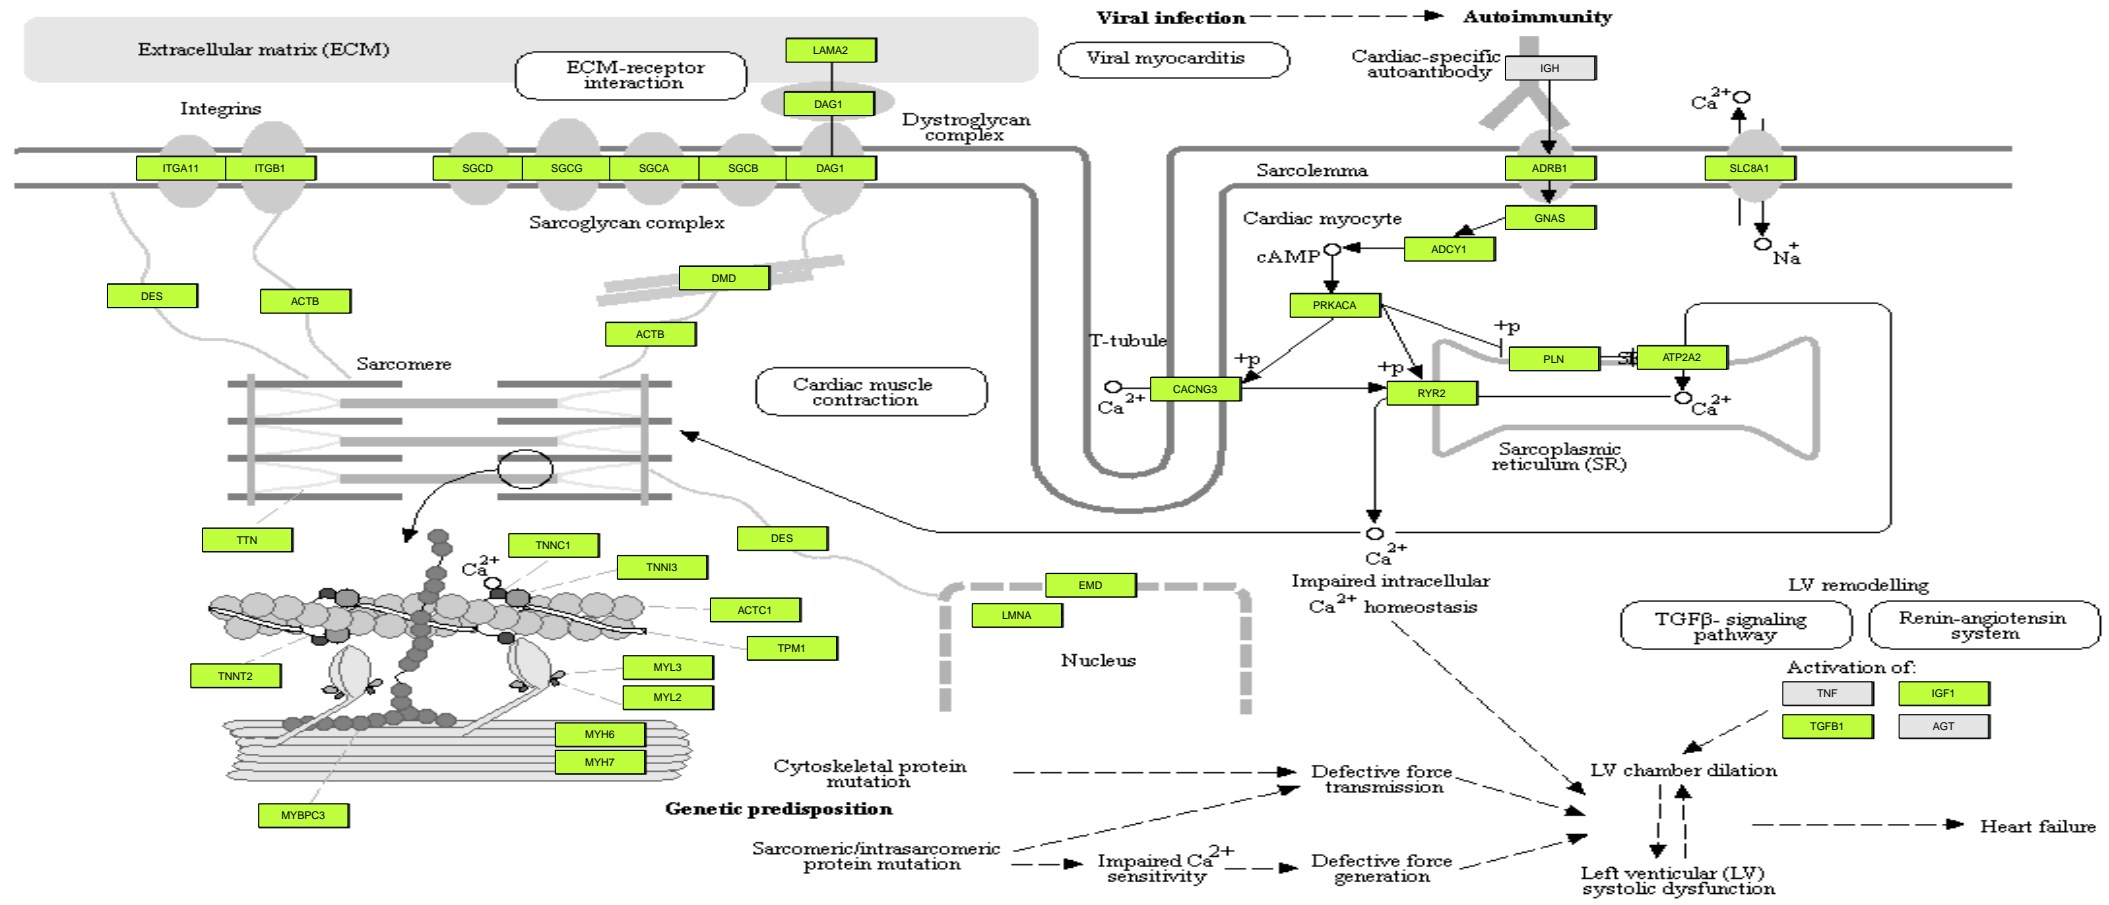 Viral infection
Autoimmunity
Extracellular matrix (ECM)
LAMA2
ECM-receptor
interaction
Viral myocarditis
Cardiac-specific
autoantibody
IGH
DAG1
Integrins
Dystroglycan
complex
Ca2+
ITGA11
ITGB1
SGCD
SGCG
SGCA
SGCB
DAG1
Sarcolemma
ADRB1
SLC8A1
Sarcoglycan complex
Cardiac myocyte
GNAS
ADCY1
cAMP
Na+
DMD
DES
ACTB
PRKACA
ACTB
T-tubule
+p
+p
+p
PLN
ATP2A2
Sarcomere
Cardiac muscle
contraction
CACNG3
Ca2+
RYR2
Ca2+
Sarcoplasmic
reticulum (SR)
TTN
TNNC1
DES
Ca2+
Ca2+
TNNI3
EMD
Impaired intracellular
Ca2+ homeostasis
LV remodelling
ACTC1
LMNA
TGFβ- signaling
pathway
Renin-angiotensin
system
TPM1
Nucleus
TNNT2
MYL3
MYL2
Activation of:
TNF
IGF1
TGFB1
AGT
MYH6
MYH7
Cytoskeletal protein
mutation
Defective force
transmission
LV chamber dilation
Genetic predisposition
MYBPC3
Heart failure
Sarcomeric/intrasarcomeric
protein mutation
Impaired Ca2+
sensitivity
Defective force
generation
Left venticular (LV)
systolic dysfunction